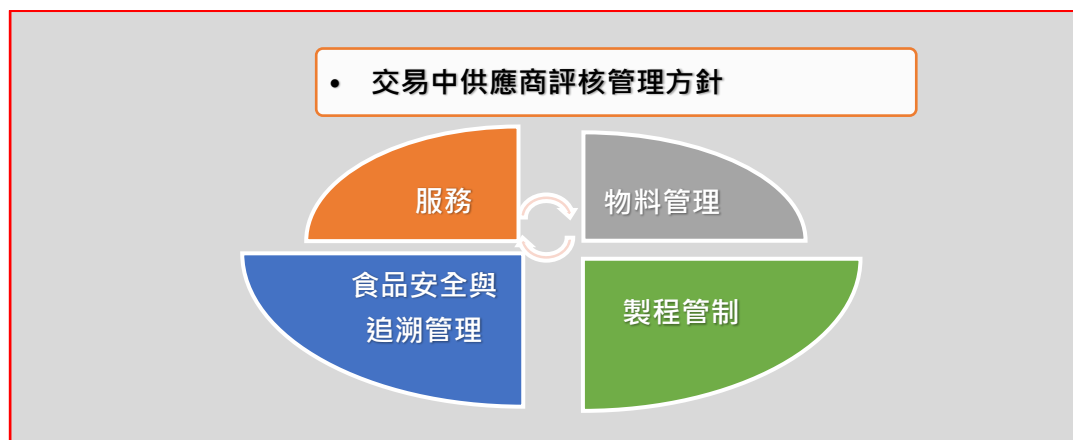 • 交易中供應商評核管理方針
服務
物料管理
食品安全與
追溯管理
製程管制